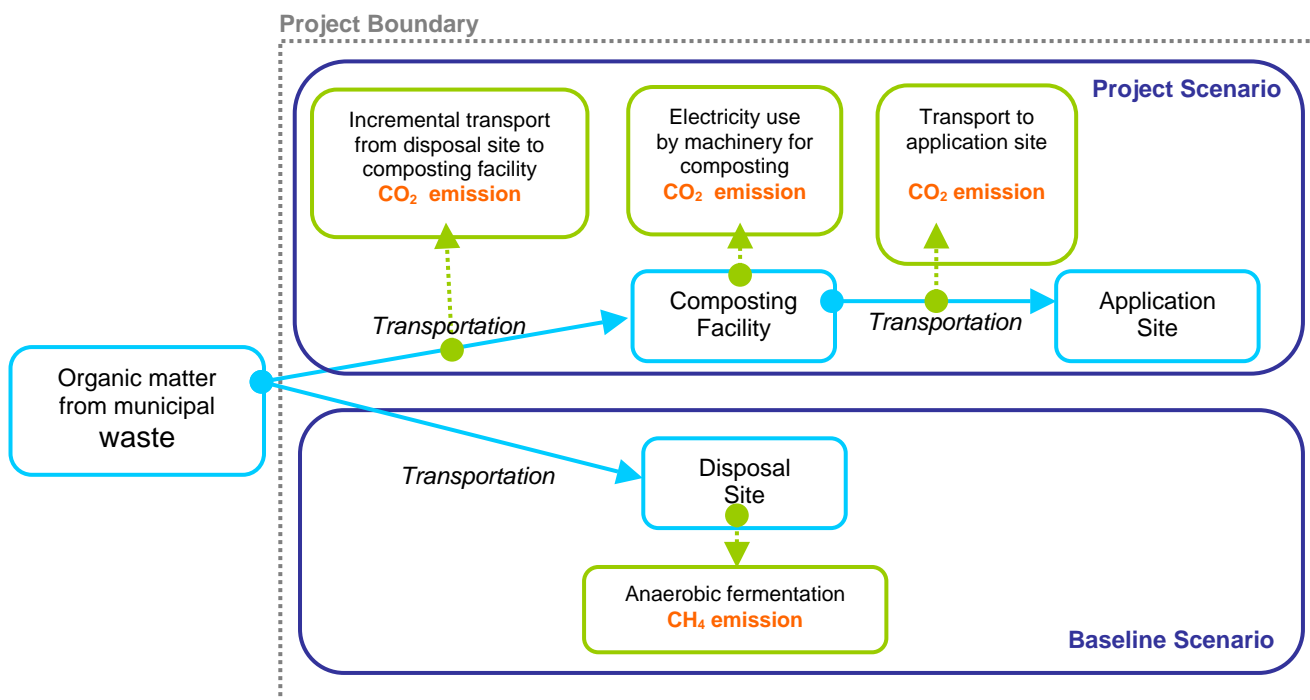 Project Boundary
Project Scenario
Incremental transport
from disposal site to
composting facility
CO₂ emission
Electricity use
by machinery for
composting
CO₂ emission
Transport to
application site
CO₂ emission
Transportation
Composting
Facility
Transportation
Application
Site
Organic matter
from municipal
waste
Transportation
Disposal
Site
Anaerobic fermentation
CH₄ emission
Baseline Scenario